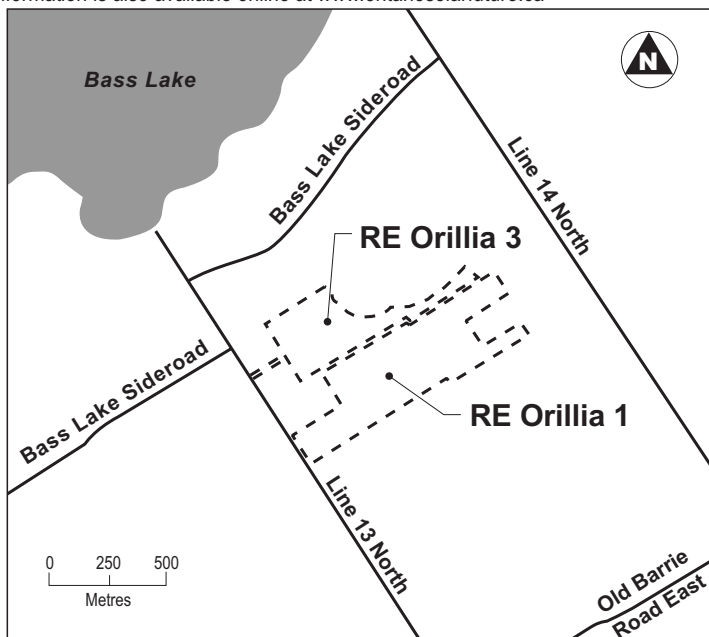 Bass Lake
N
Bass Lake Sideroad
Line 14 North
RE Orillia 3
Bass Lake Sideroad
RE Orillia 1
Line 13 North
0 250 500
Metres
Old Barrie
Road East